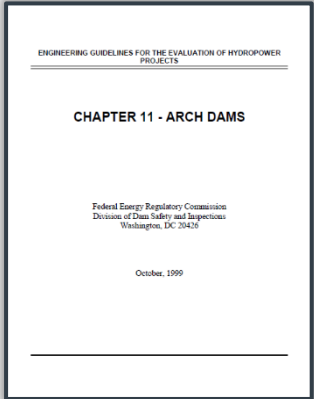 ENGINEERING GUIDELINES FOR THE EVALUATION OF HYDROPOWER
PROJECTS
CHAPTER 11 - ARCH DAMS
Federal Energy Regulatory Commission
Division of Dam Safety and Inspections
Washington, DC 20426
October, 1999